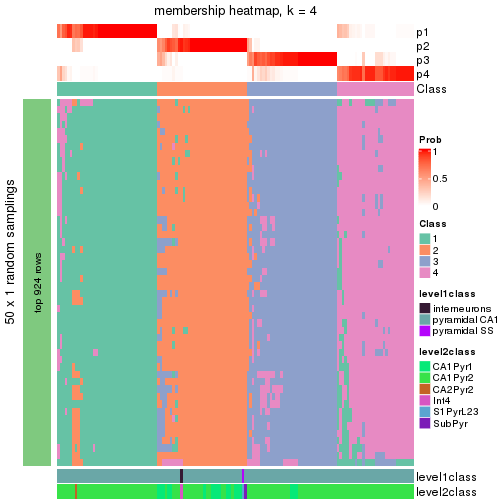 membership heatmap, k = 4
p1
p2
p3
p4
Class
50 x 1 random samplings
top 924 rows
Prob
1
0.5
0
Class
1
2
3
4
level1class
interneurons
pyramidal CA1
pyramidal SS
level2class
CA1Pyr1
CA1Pyr2
CA2Pyr2
Int4
S1PyrL23
SubPyr
level1class
level2class